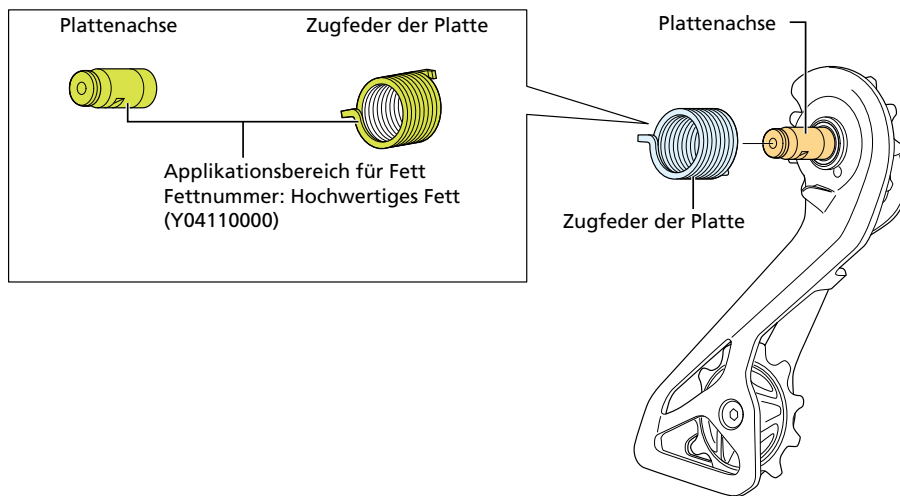 Plattenachse
Zugfeder der Platte
Applikationsbereich für Fett
Fettnummer: Hochwertiges Fett
(Y04110000)
Plattenachse
Zugfeder der Platte